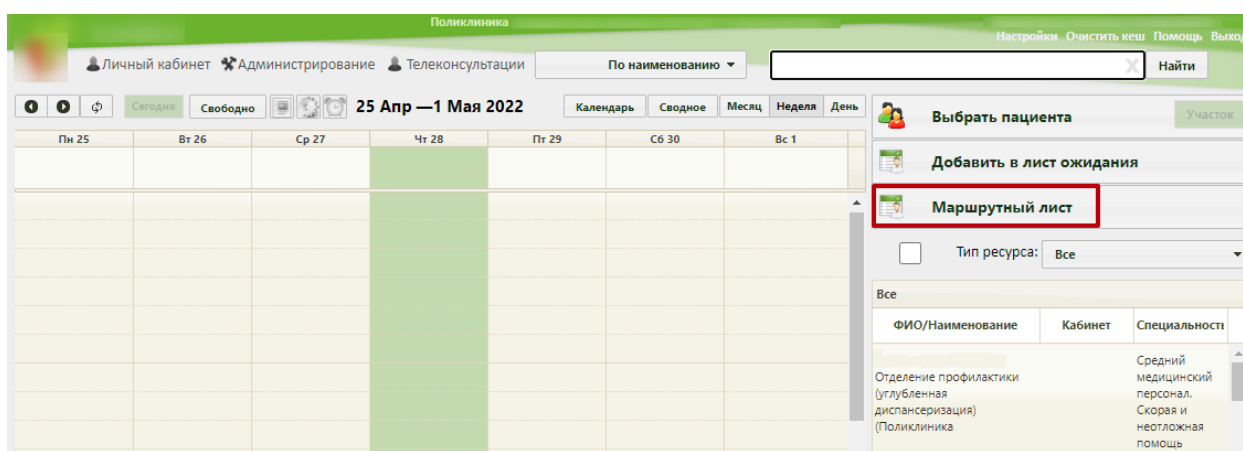 Поликлиника
Настройки Очистить кеш Помощь Выход
Личный кабинет Администрирование Телеконсультации По наименованию Найти
Сегодня Свободно 25 Апр —1 Мая 2022 Календарь Сводное Месяц Неделя День
Пн 25 Вт 26 Ср 27 Чт 28 Пт 29 Сб 30 Вс 1
Выбрать пациента Участок
Добавить в лист ожидания
Маршрутный лист
Тип ресурса: Все
Все
ФИО/Наименование Кабинет Специальность
Отделение профилактики
(углубленная
диспансеризация)
(Поликлиника
Средний
медицинский
персонал.
Скорая и
неотложная
помощь